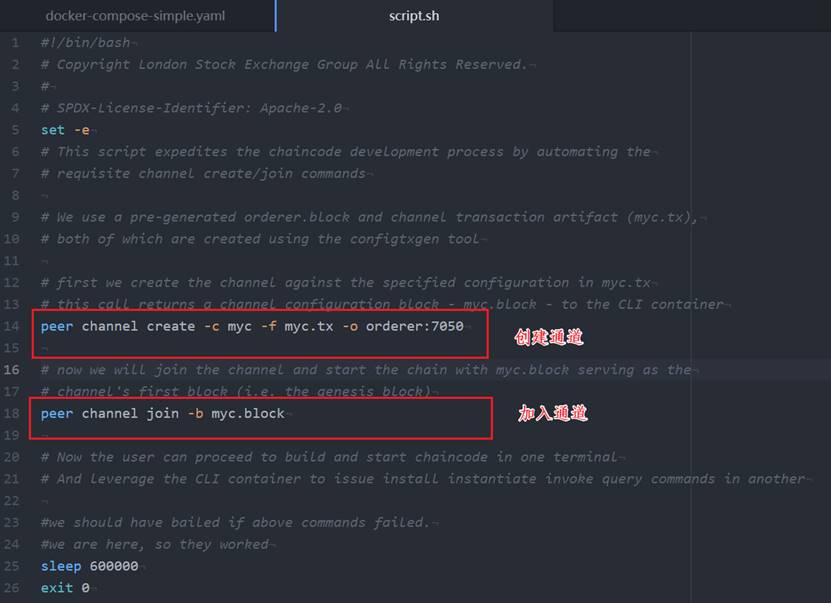 docker-compose-simple.yaml
script.sh
1 #!/bin/bash¬
2 # Copyright London Stock Exchange Group All Rights Reserved.¬
3 #¬
4 # SPDX-License-Identifier: Apache-2.0¬
5 set -e¬
6 # This script expedites the chaincode development process by automating the¬
7 # requisite channel create/join commands¬
8 ¬
9 # We use a pre-generated orderer.block and channel transaction artifact (myc.tx),¬
10 # both of which are created using the configtxgen tool¬
11 ¬
12 # first we create the channel against the specified configuration in myc.tx¬
13 # this call returns a channel configuration block - myc.block - to the CLI container¬
14 peer channel create -c myc -f myc.tx -o orderer:7050¬
创建通道
15 ¬
16 # now we will join the channel and start the chain with myc.block serving as the¬
17 # channel's first block (i.e. the genesis block)¬
18 peer channel join -b myc.block¬
加入通道
19 ¬
20 # Now the user can proceed to build and start chaincode in one terminal¬
21 # And leverage the CLI container to issue install instantiate invoke query commands in another¬
22 ¬
23 #we should have bailed if above commands failed.¬
24 #we are here, so they worked¬
25 sleep 600000¬
26 exit 0¬